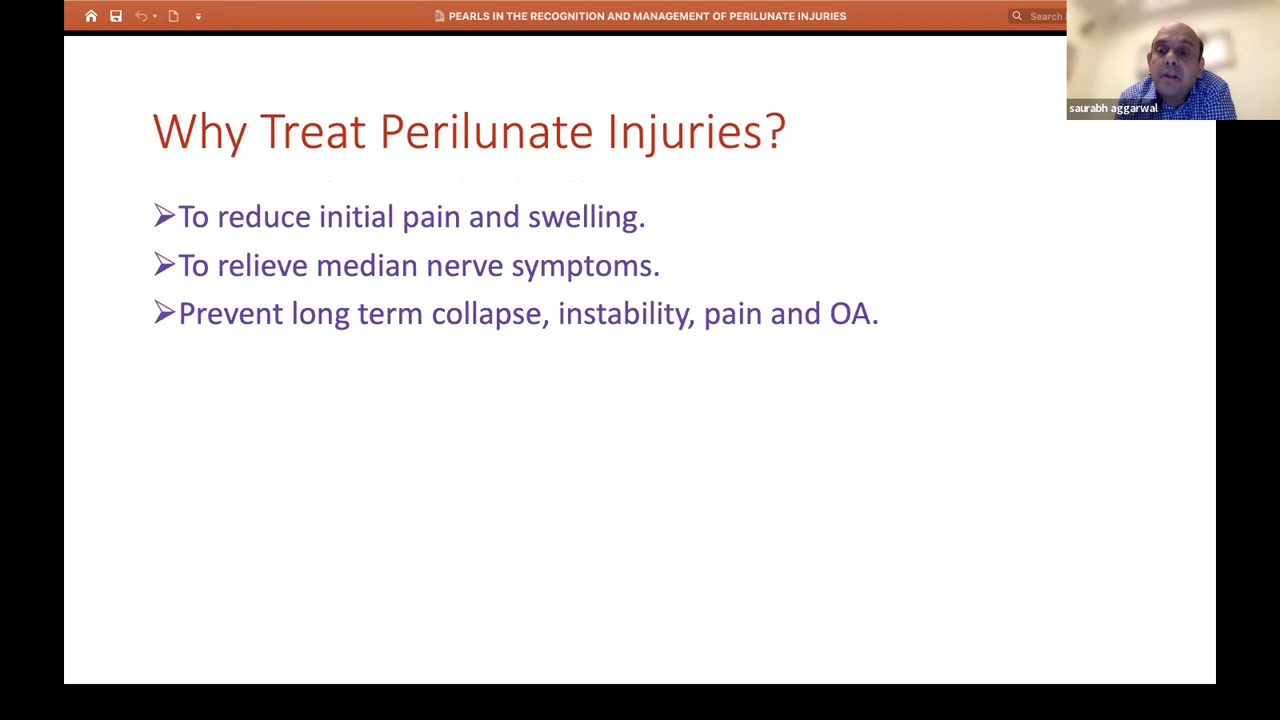 PEARLS IN THE RECOGNITION AND MANAGEMENT OF PERILUNATE INJURIES
Search
saurabh aggarwal
Why Treat Perilunate Injuries?
➢To reduce initial pain and swelling.
➢To relieve median nerve symptoms.
➢Prevent long term collapse, instability, pain and OA.